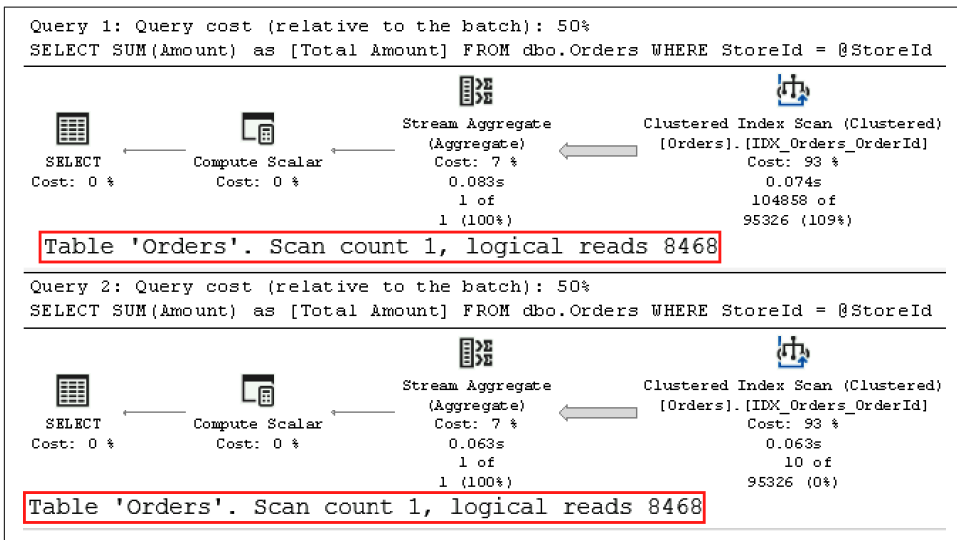 Query 1: Query cost (relative to the batch): 50%
SELECT SUM(Amount) as [Total Amount] FROM dbo.Orders WHERE StoreId = @StoreId
SELECT
Cost: 0 %
Compute Scalar
Cost: 0 %
Stream Aggregate
(Aggregate)
Cost: 7 %
0.083s
1 of
1 (100%)
Clustered Index Scan (Clustered)
[Orders].[IDX_Orders_OrderId]
Cost: 93 %
0.074s
104858 of
95326 (109%)
Table 'Orders'. Scan count 1, logical reads 8468
Query 2: Query cost (relative to the batch): 50%
SELECT SUM(Amount) as [Total Amount] FROM dbo.Orders WHERE StoreId = @StoreId
SELECT
Cost: 0 %
Compute Scalar
Cost: 0 %
Stream Aggregate
(Aggregate)
Cost: 7 %
0.063s
1 of
1 (100%)
Clustered Index Scan (Clustered)
[Orders].[IDX_Orders_OrderId]
Cost: 93 %
0.063s
10 of
95326 (0%)
Table 'Orders'. Scan count 1, logical reads 8468